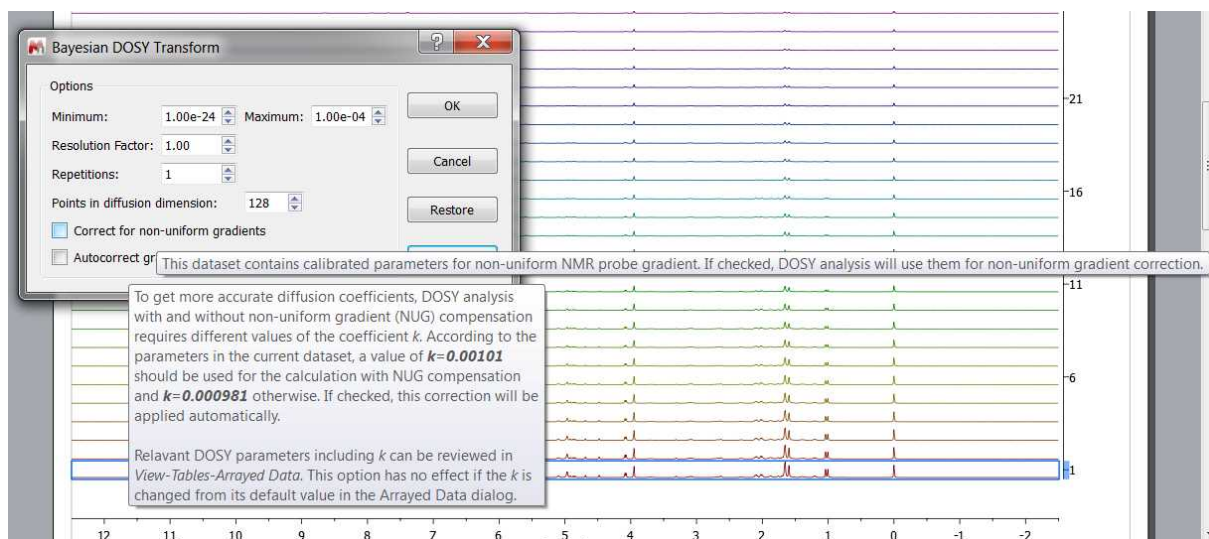 Bayesian DOSY Transform
Options
Minimum: 1.00e-24 Maximum: 1.00e-04
Resolution Factor: 1.00
Repetitions: 1
Points in diffusion dimension: 128
Correct for non-uniform gradients
Autocorrect gr
OK
Cancel
Restore
This dataset contains calibrated parameters for non-uniform NMR probe gradient. If checked, DOSY analysis will use them for non-uniform gradient correction.
To get more accurate diffusion coefficients, DOSY analysis
with and without non-uniform gradient (NUG) compensation
requires different values of the coefficient k. According to the
parameters in the current dataset, a value of k=0.00101
should be used for the calculation with NUG compensation
and k=0.000981 otherwise. If checked, this correction will be
applied automatically.
Relavant DOSY parameters including k can be reviewed in
View-Tables-Arrayed Data. This option has no effect if the k is
changed from its default value in the Arrayed Data dialog.
21
16
11
6
1
12 11 10 9 8 7 6 5 4 3 2 1 0 -1 -2